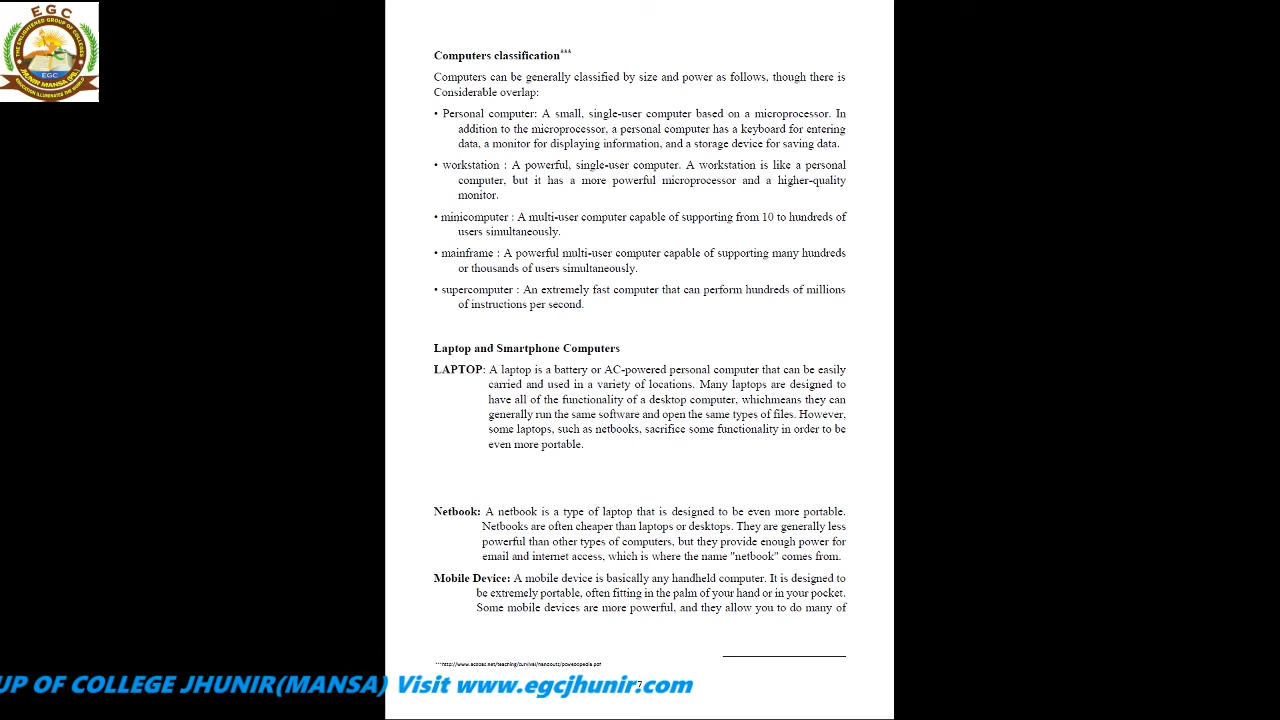 EGC
THE ENLIGHTENED GROUP OF COLLEGES
EGC
JHUNIR MANSA (PB.)
EDUCATION ILLUMINATES THE WORLD
Computers classification***
Computers can be generally classified by size and power as follows, though there is
Considerable overlap:
• Personal computer: A small, single-user computer based on a microprocessor. In
addition to the microprocessor, a personal computer has a keyboard for entering
data, a monitor for displaying information, and a storage device for saving data.
• workstation : A powerful, single-user computer. A workstation is like a personal
computer, but it has a more powerful microprocessor and a higher-quality
monitor.
• minicomputer : A multi-user computer capable of supporting from 10 to hundreds of
users simultaneously.
• mainframe : A powerful multi-user computer capable of supporting many hundreds
or thousands of users simultaneously.
• supercomputer : An extremely fast computer that can perform hundreds of millions
of instructions per second.
Laptop and Smartphone Computers
LAPTOP: A laptop is a battery or AC-powered personal computer that can be easily
carried and used in a variety of locations. Many laptops are designed to
have all of the functionality of a desktop computer, whichmeans they can
generally run the same software and open the same types of files. However,
some laptops, such as netbooks, sacrifice some functionality in order to be
even more portable.
Netbook: A netbook is a type of laptop that is designed to be even more portable.
Netbooks are often cheaper than laptops or desktops. They are generally less
powerful than other types of computers, but they provide enough power for
email and internet access, which is where the name "netbook" comes from.
Mobile Device: A mobile device is basically any handheld computer. It is designed to
be extremely portable, often fitting in the palm of your hand or in your pocket.
Some mobile devices are more powerful, and they allow you to do many of
UP OF COLLEGE JHUNIR(MANSA) Visit www.egcjhunir.com
7